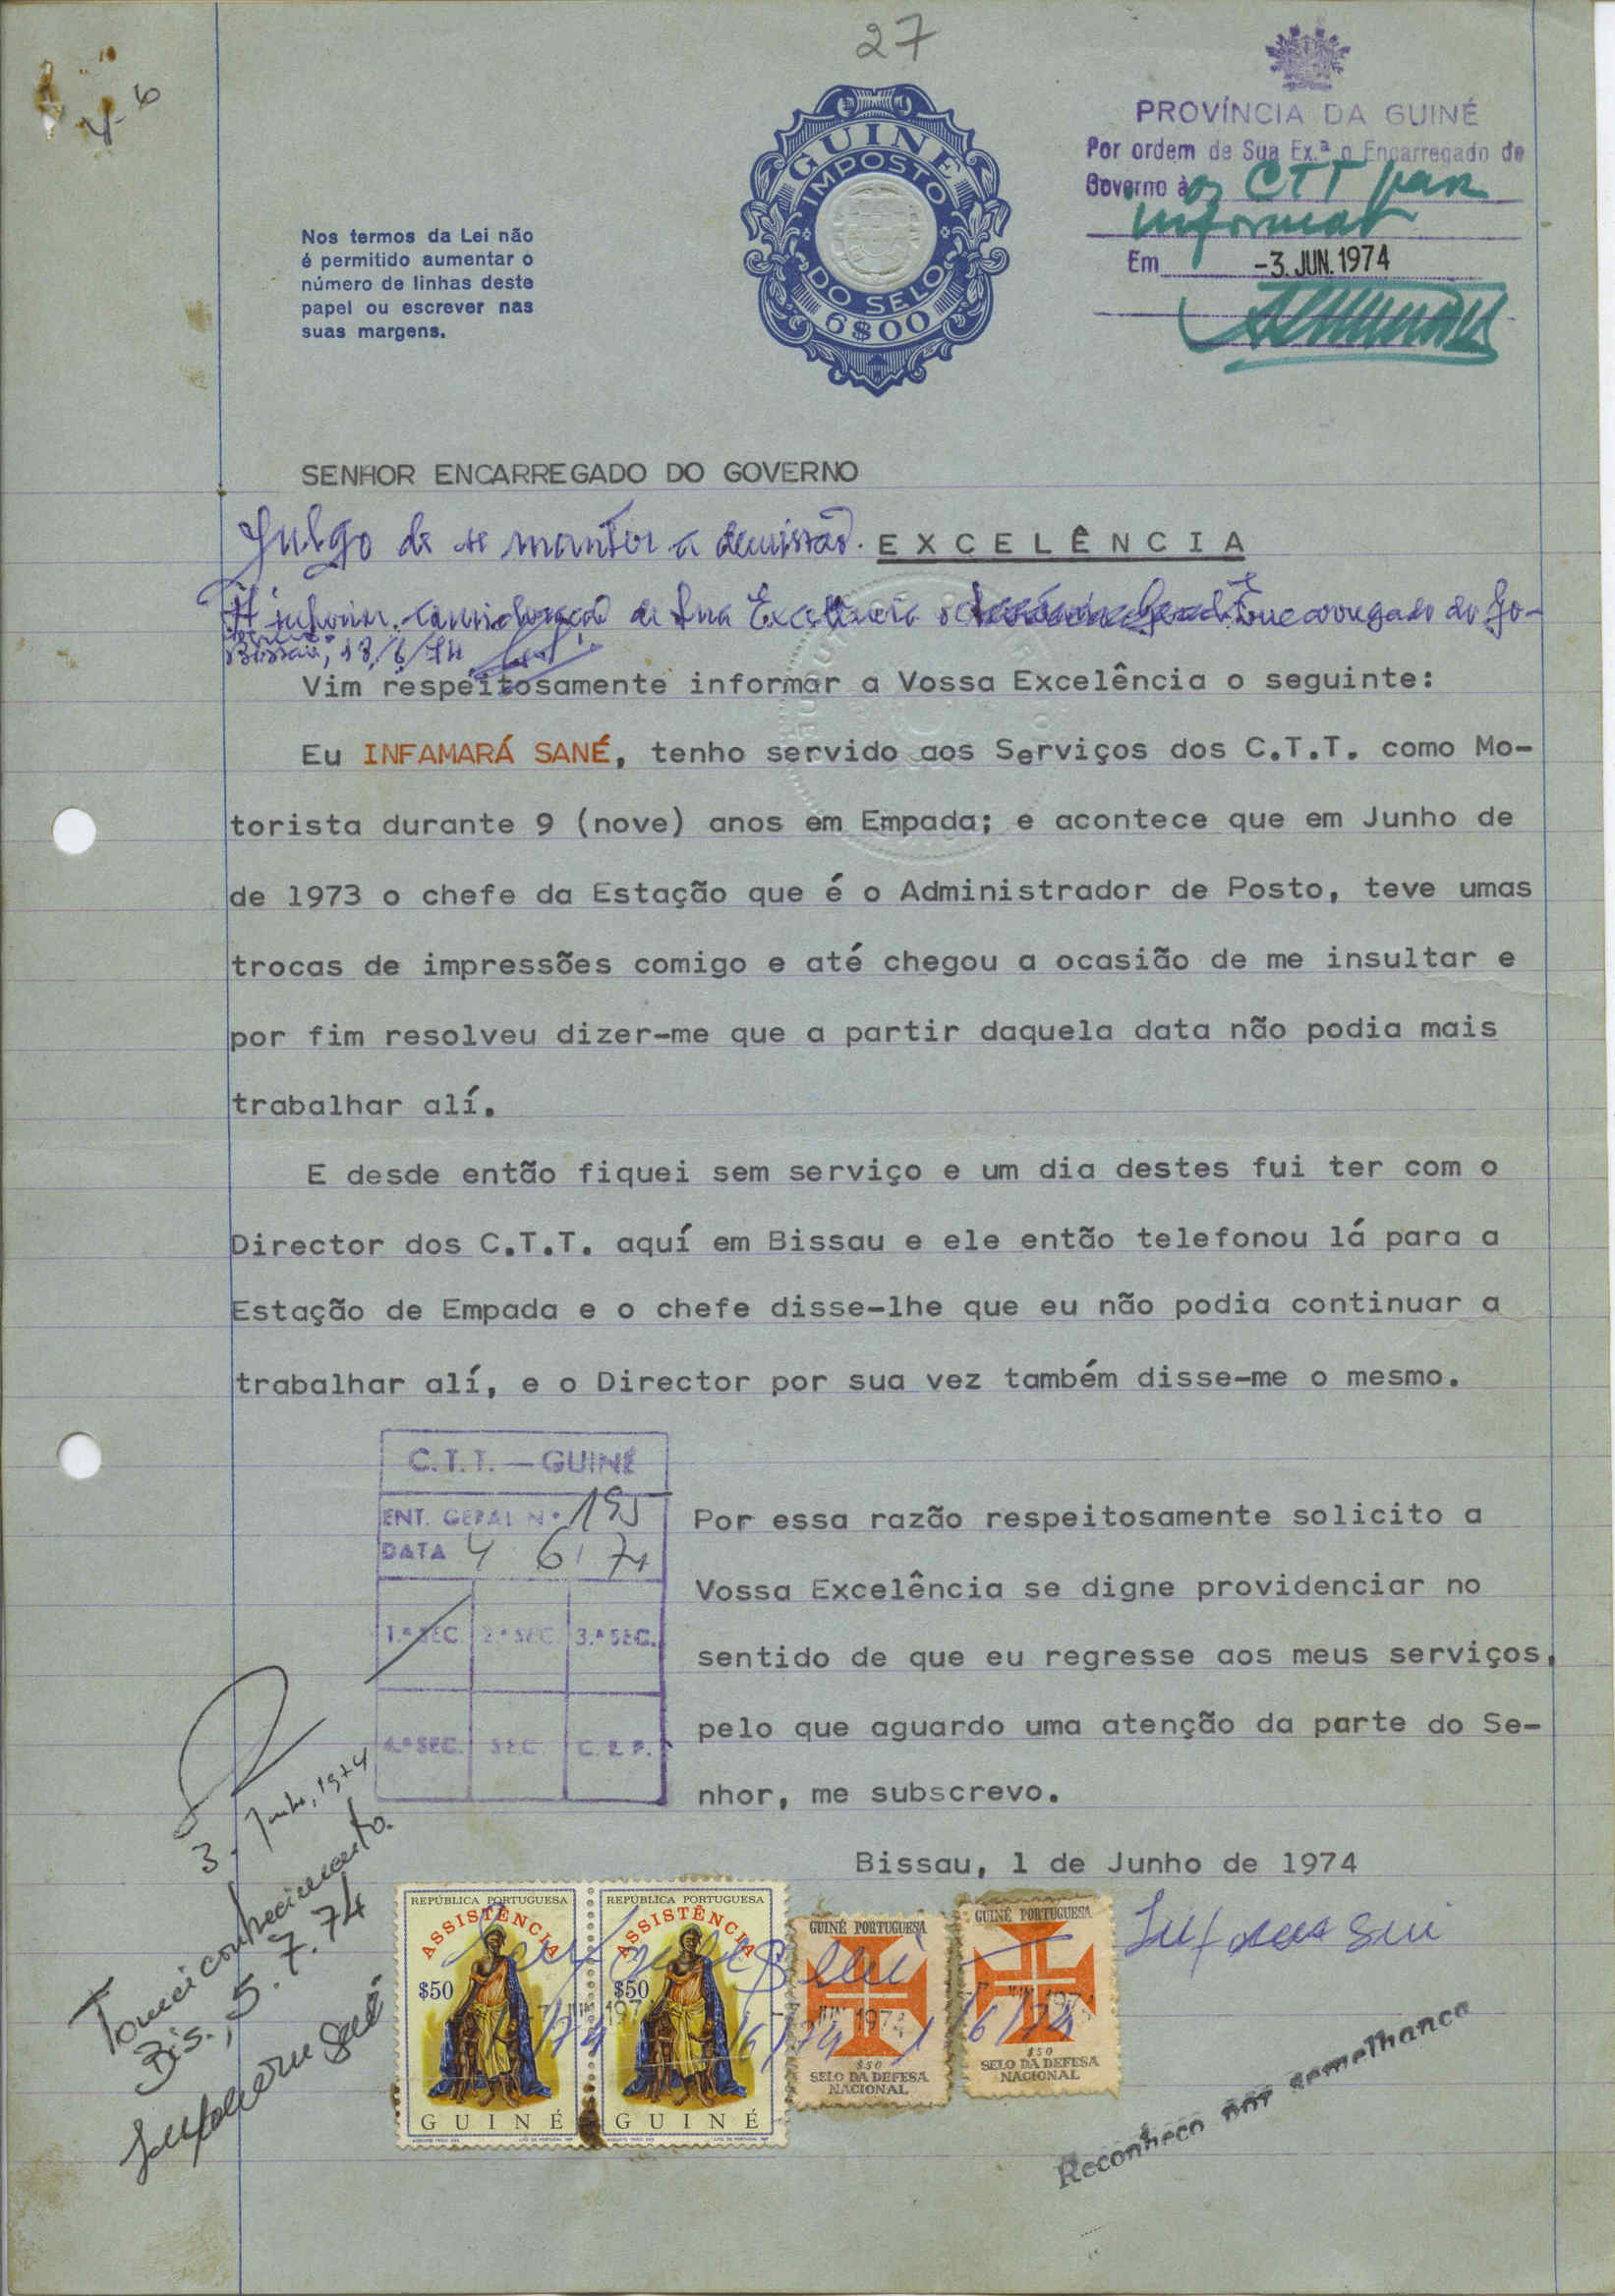 27
4-6
GUINÉ
IMPOSTO
DO SELO
6$00
PROVÍNCIA DA GUINÉ
Por ordem de Sua Ex.ª o Encarregado de
Governo à os CTT para
informar
Em -3. JUN. 1974
Nos termos da Lei não
é permitido aumentar o
número de linhas deste
papel ou escrever nas
suas margens.
SENHOR ENCARREGADO DO GOVERNO
Julgo de se manter a demissão. EXCELÊNCIA
À superior consideração de Sua Excelência o Encarregado do Go-
verno.
Bissau, 18/6/74
Vim respeitosamente informar a Vossa Excelência o seguinte:
Eu INFAMARÁ SANÉ, tenho servido aos Serviços dos C.T.T. como Mo-
torista durante 9 (nove) anos em Empada; e acontece que em Junho de
de 1973 o chefe da Estação que é o Administrador de Posto, teve umas
trocas de impressões comigo e até chegou a ocasião de me insultar e
por fim resolveu dizer-me que a partir daquela data não podia mais
trabalhar alí.
E desde então fiquei sem serviço e um dia destes fui ter com o
Director dos C.T.T. aquí em Bissau e ele então telefonou lá para a
Estação de Empada e o chefe disse-lhe que eu não podia continuar a
trabalhar alí, e o Director por sua vez também disse-me o mesmo.
C.T.T. — GUINÉ
ENT. GERAL N.º 195
DATA 4 6 74
1.ª SEC. 2.ª SEC. 3.ª SEC.
4.ª SEC. SEC. C. E. P.
Por essa razão respeitosamente solicito a
Vossa Excelência se digne providenciar no
sentido de que eu regresse aos meus serviços,
pelo que aguardo uma atenção da parte do Se-
nhor, me subscrevo.
Bissau, 1 de Junho de 1974
3. Junho, 1974
Tomei conhecimento.
Bis., 5.7.74
REPÚBLICA PORTUGUESA
ASSISTÊNCIA
$50
GUINÉ
REPÚBLICA PORTUGUESA
ASSISTÊNCIA
$50
GUINÉ
GUINÉ PORTUGUESA
$50
SELO DA DEFESA
NACIONAL
GUINÉ PORTUGUESA
$50
SELO DA DEFESA
NACIONAL
Reconheço por semelhança